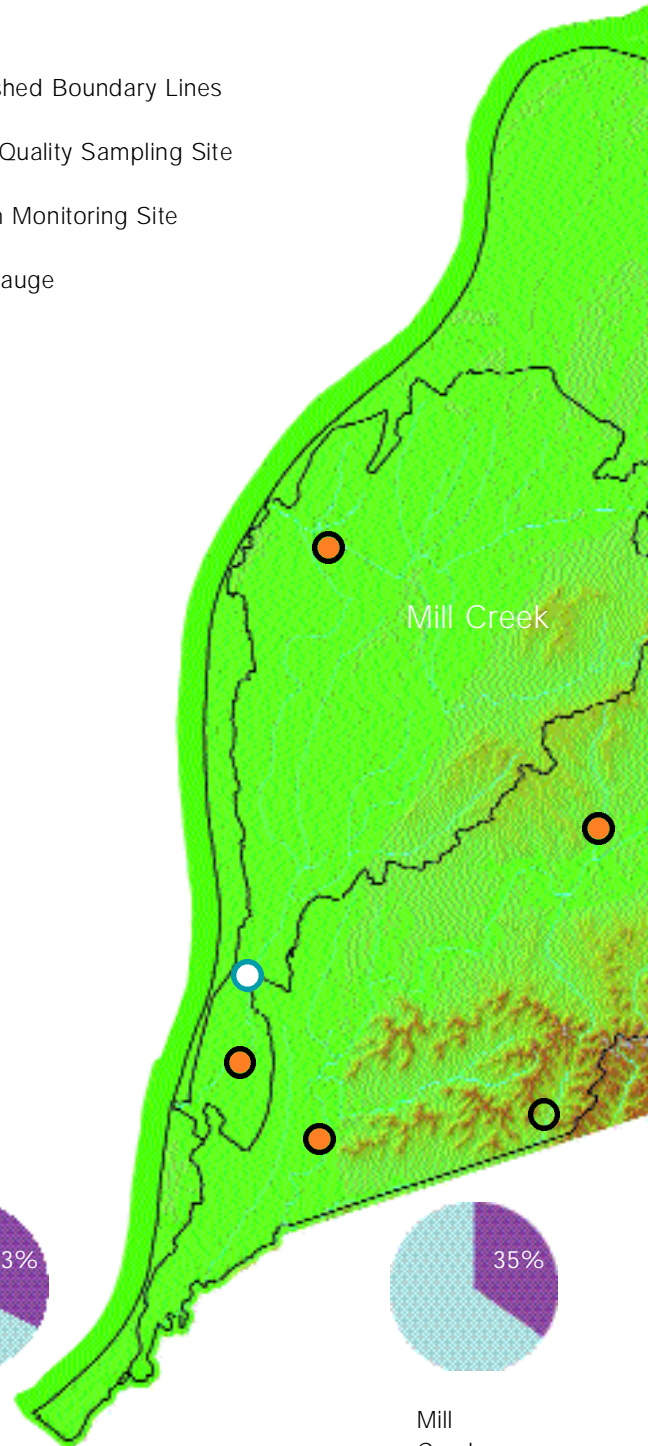 shed Boundary Lines
Quality Sampling Site
Monitoring Site
auge
Mill Creek
3%
35%
Mill